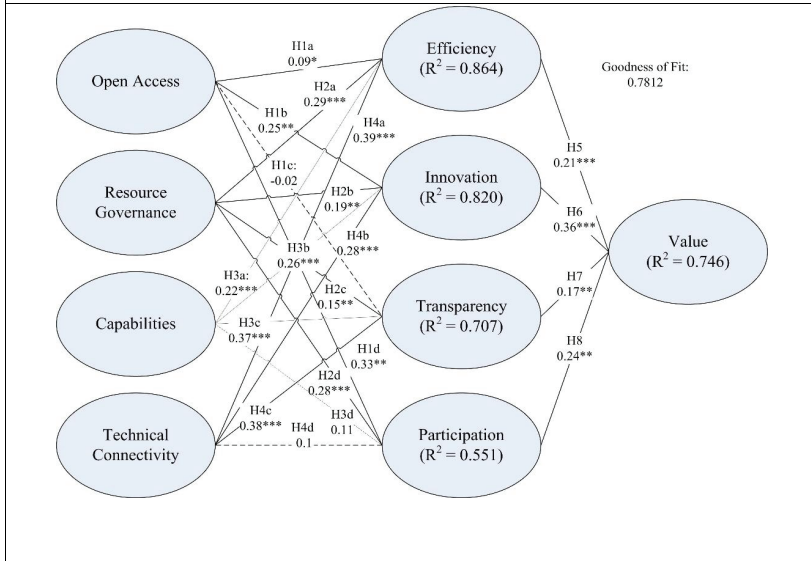 Open Access
Resource
Governance
Capabilities
Technical
Connectivity
H1a
0.09*
H2a
0.29***
H1b
0.25**
H4a
0.39***
H1c:
-0.02
H2b
0.19**
H4b
0.28***
H3b
0.26***
H3a:
0.22***
H2c
0.15**
H3c
0.37***
H1d
0.33**
H2d
0.28***
H3d
0.11
H4c
0.38***
H4d
0.1
Efficiency
(R² = 0.864)
Innovation
(R² = 0.820)
Transparency
(R² = 0.707)
Participation
(R² = 0.551)
Goodness of Fit:
0.7812
H5
0.21***
H6
0.36***
H7
0.17**
H8
0.24**
Value
(R² = 0.746)